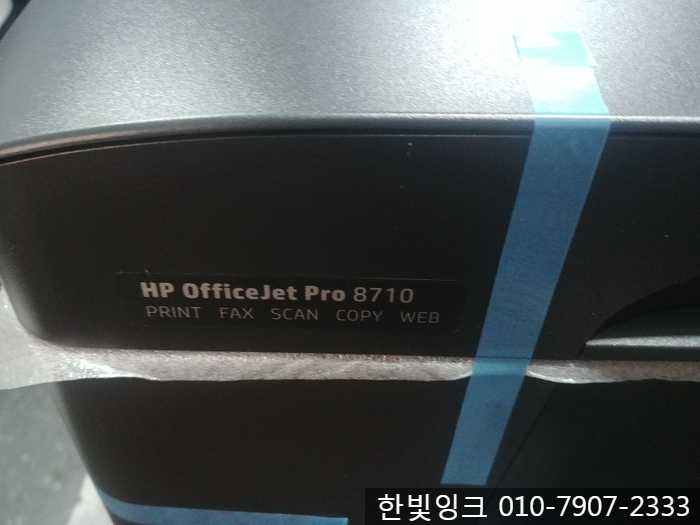 HP OfficeJet Pro 8710
PRINT FAX SCAN COPY WEB
한빛잉크 010-7907-2333